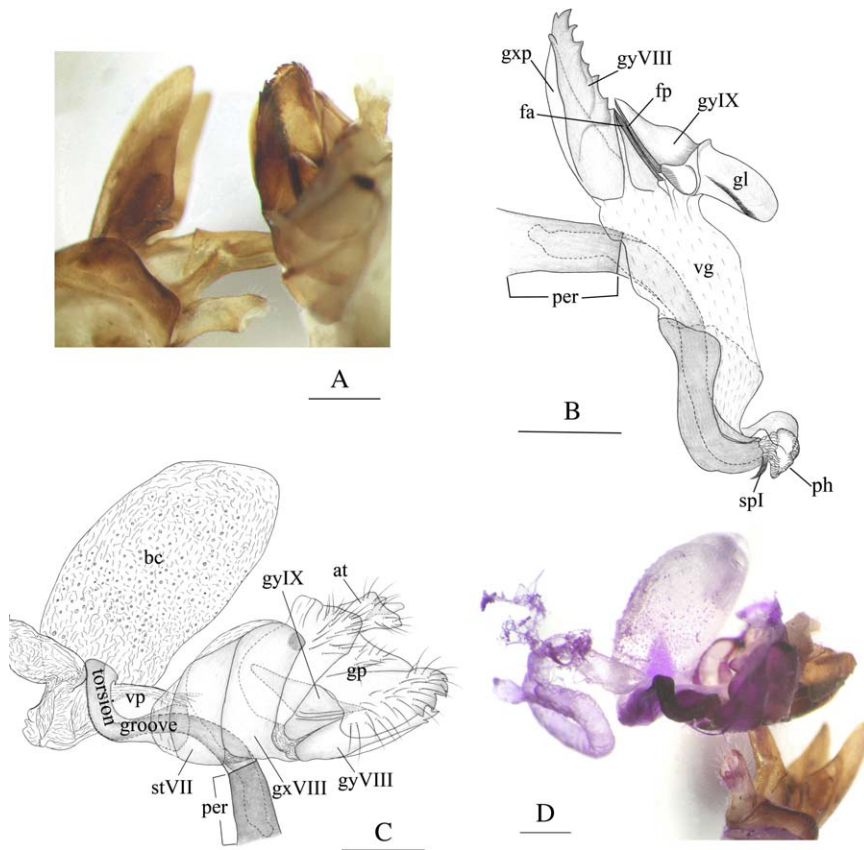 A
gxp
gyVIII
fp
fa
gyIX
gl
vg
per
B
spI
ph
bc
gyIX
at
torsion
vp
gp
groove
stVII
gxVIII
gyVIII
per
C
D